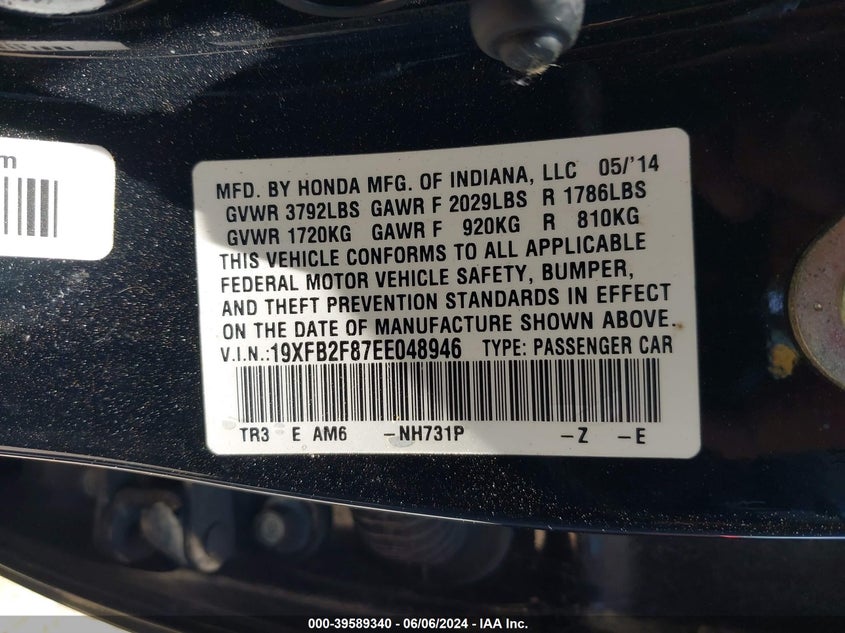 m
MFD. BY HONDA MFG. OF INDIANA, LLC 05/'14
GVWR 3792LBS GAWR F 2029LBS R 1786LBS
GVWR 1720KG GAWR F 920KG R 810KG
THIS VEHICLE CONFORMS TO ALL APPLICABLE
FEDERAL MOTOR VEHICLE SAFETY, BUMPER,
AND THEFT PREVENTION STANDARDS IN EFFECT
ON THE DATE OF MANUFACTURE SHOWN ABOVE.
V.I.N.:19XFB2F87EE048946 TYPE: PASSENGER CAR
TR3 E AM6 -NH731P -Z -E
000-39589340 - 06/06/2024 - IAA Inc.